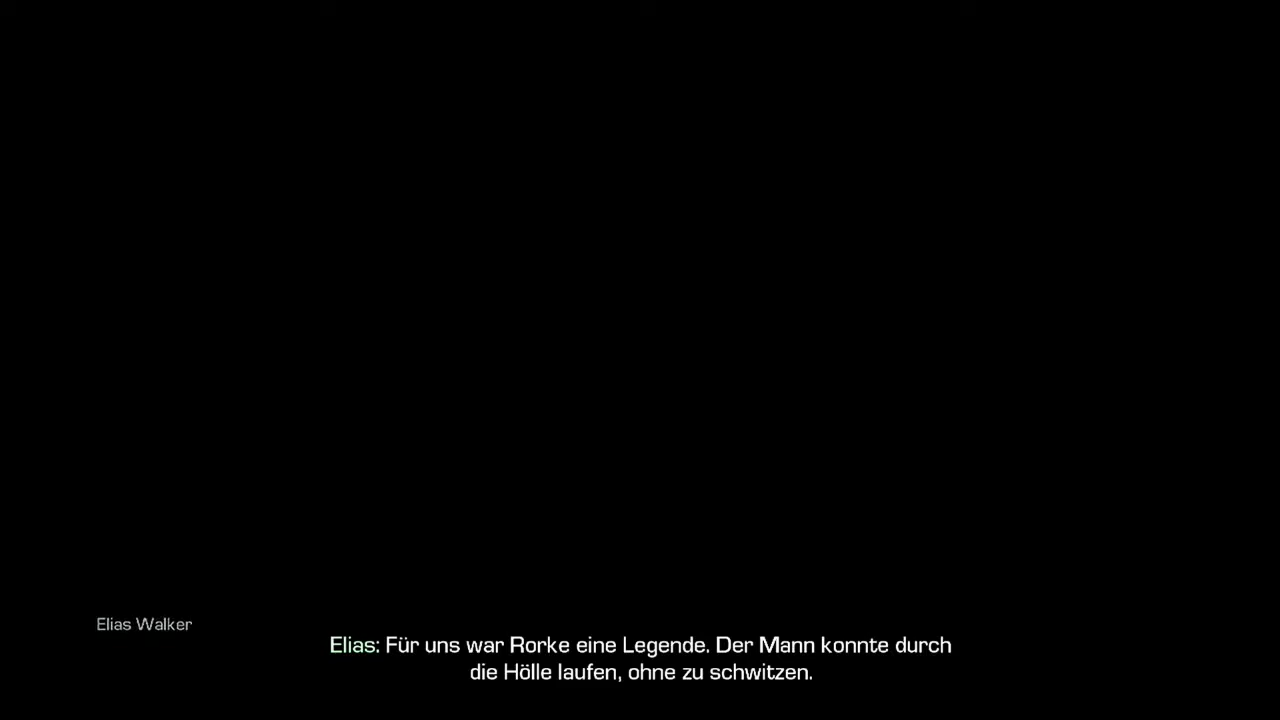 Elias Walker
Elias: Für uns war Rorke eine Legende. Der Mann konnte durch
die Hölle laufen, ohne zu schwitzen.